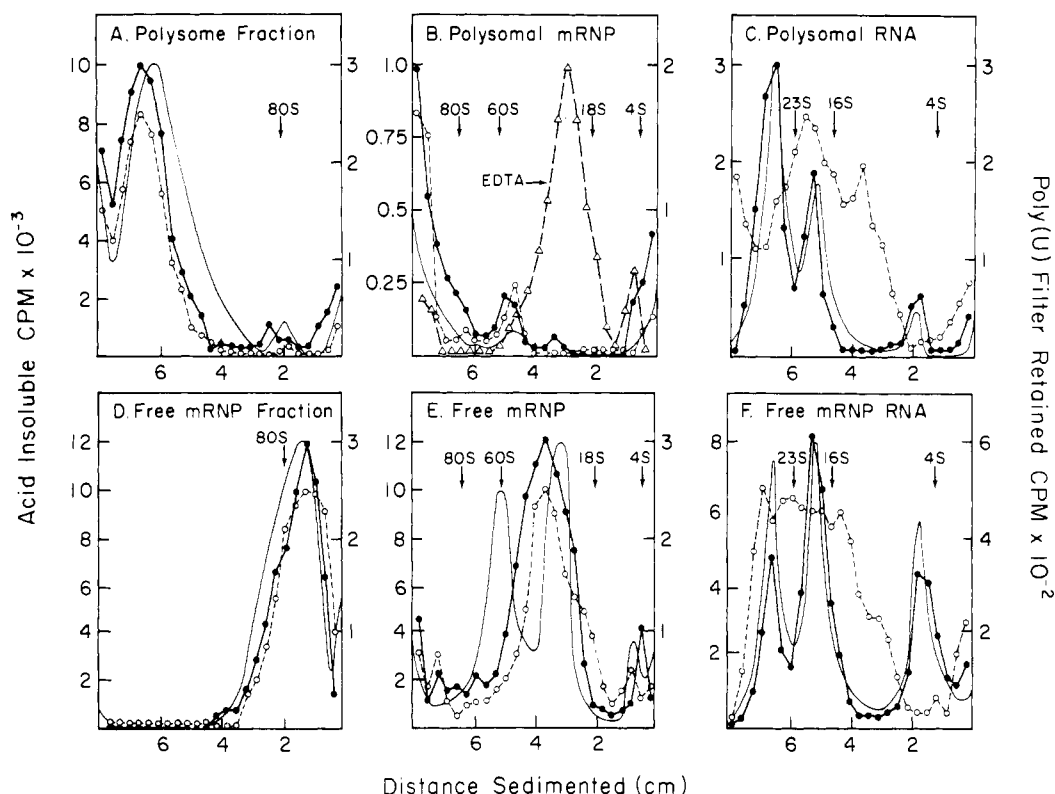 A. Polysome Fraction
B. Polysomal mRNP
C. Polysomal RNA
10
8
6
4
2
3
2
1
80S
6
4
2
1.0
0.75
0.5
0.25
2
1
80S
60S
18S
4S
EDTA
6
4
2
3
2
1
3
2
1
23S
16S
4S
6
4
2
D. Free mRNP Fraction
E. Free mRNP
F. Free mRNP RNA
12
10
8
6
4
2
3
2
1
80S
6
4
2
12
10
8
6
4
2
3
2
1
80S
60S
18S
4S
6
4
2
8
6
4
2
6
4
2
23S
16S
4S
6
4
2
Acid Insoluble CPM x 10⁻³
Poly(U) Filter Retained CPM x 10⁻²
Distance Sedimented (cm)